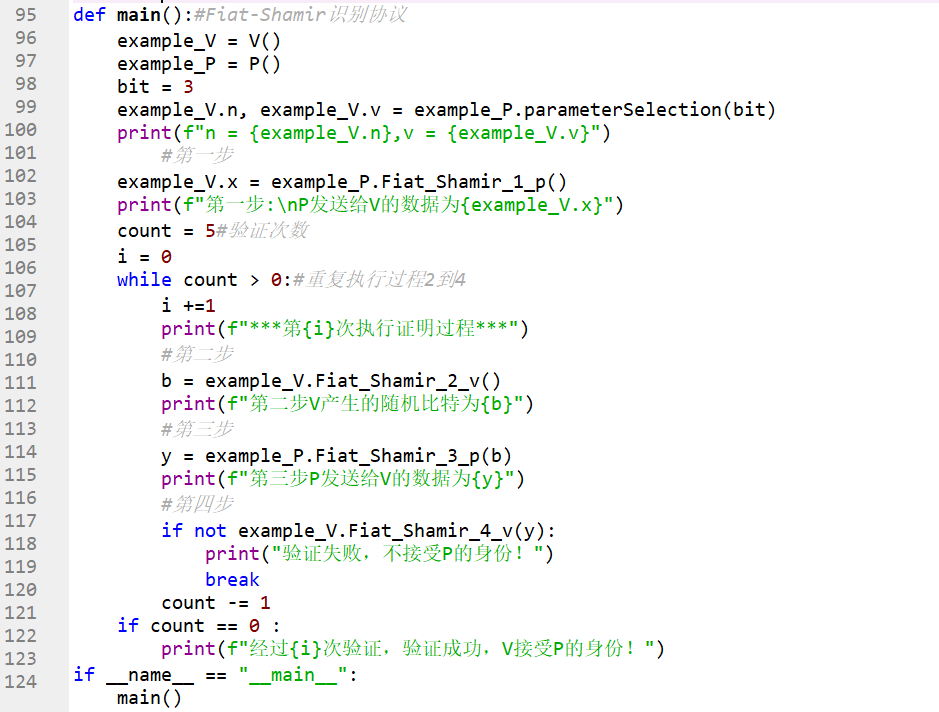 95
96
97
98
99
100
101
102
103
104
105
106
107
108
109
110
111
112
113
114
115
116
117
118
119
120
121
122
123
124
def main():#Fiat-Shamir识别协议
    example_V = V()
    example_P = P()
    bit = 3
    example_V.n, example_V.v = example_P.parameterSelection(bit)
    print(f"n = {example_V.n},v = {example_V.v}")
        #第一步
    example_V.x = example_P.Fiat_Shamir_1_p()
    print(f"第一步:\nP发送给V的数据为{example_V.x}")
    count = 5#验证次数
    i = 0
    while count > 0:#重复执行过程2到4
        i +=1
        print(f"***第{i}次执行证明过程***")
        #第二步
        b = example_V.Fiat_Shamir_2_v()
        print(f"第二步V产生的随机比特为{b}")
        #第三步
        y = example_P.Fiat_Shamir_3_p(b)
        print(f"第三步P发送给V的数据为{y}")
        #第四步
        if not example_V.Fiat_Shamir_4_v(y):
            print("验证失败，不接受P的身份！")
            break
        count -= 1
    if count == 0 :
        print(f"经过{i}次验证，验证成功，V接受P的身份！")
if __name__ == "__main__":
    main()